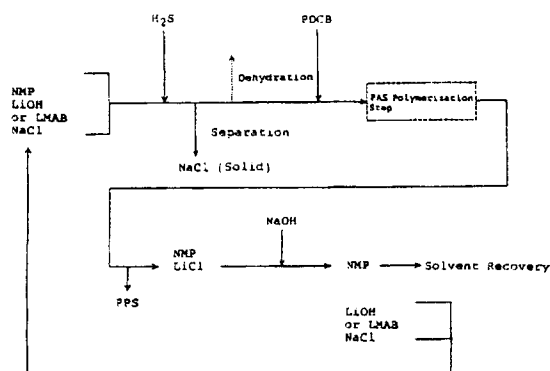 H₂S
PDCB
Dehydration
NMP
LiOH
or LMAB
NaCl
PAS Polymerisation
Step
Separation
NaCl (Solid)
NaOH
NMP
LiCl
NMP
Solvent Recovery
PPS
LiOH
or LMAB
NaCl